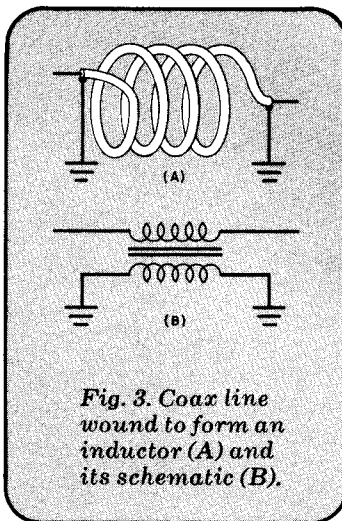 (A)
(B)
Fig. 3. Coax line
wound to form an
inductor (A) and
its schematic (B).